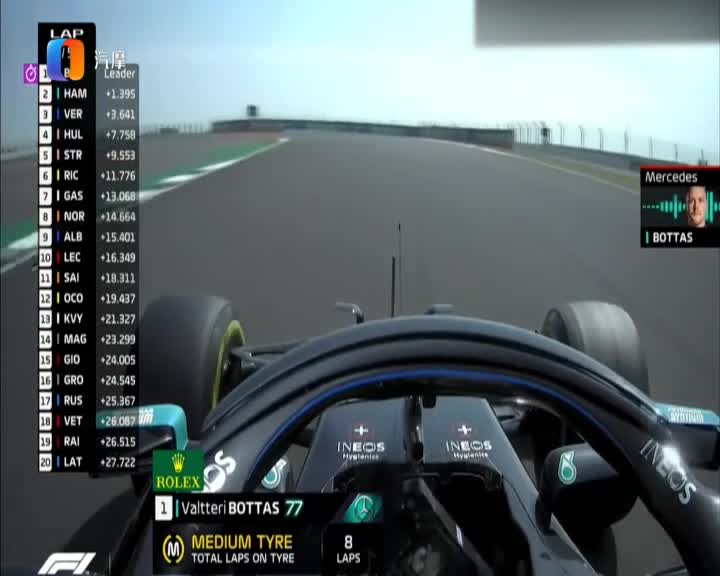 LAP
汽摩
1 Leader
2 HAM +1.395
3 VER +3.641
4 HUL +7.758
5 STR +9.553
6 RIC +11.776
7 GAS +13.068
8 NOR +14.664
9 ALB +15.401
10 LEC +16.349
11 SAI +18.311
12 OCO +19.437
13 KVY +21.327
14 MAG +23.299
15 GIO +24.005
16 GRO +24.545
17 RUS +25.367
18 VET +26.087
19 RAI +26.515
20 LAT +27.722
Mercedes
BOTTAS
INEOS
Hygienics
INEOS
Hygienics
INEOS
ROLEX
1 Valtteri BOTTAS 77
M MEDIUM TYRE
TOTAL LAPS ON TYRE
8
LAPS
F1